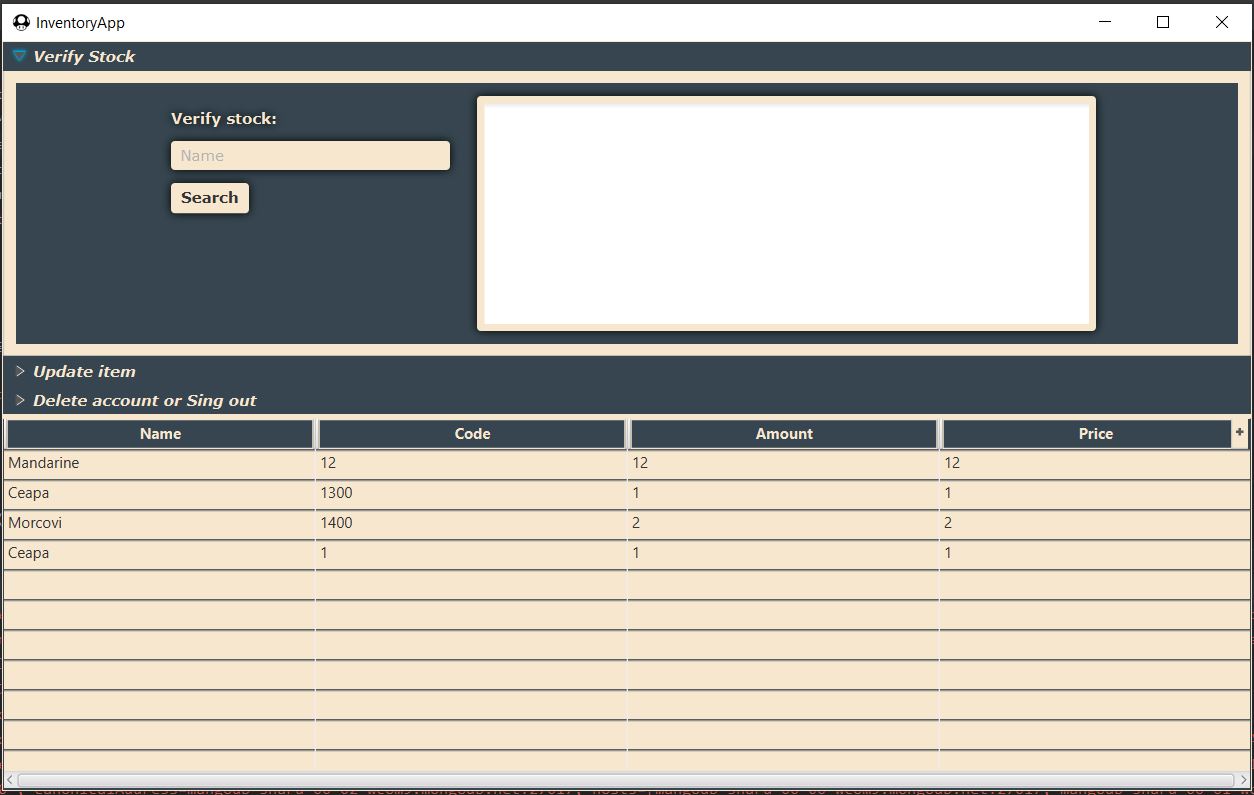 InventoryApp
Verify Stock
Verify stock:
Name
Search
Update item
Delete account or Sing out
Name Code Amount Price +
Mandarine 12 12 12
Ceapa 1300 1 1
Morcovi 1400 2 2
Ceapa 1 1 1